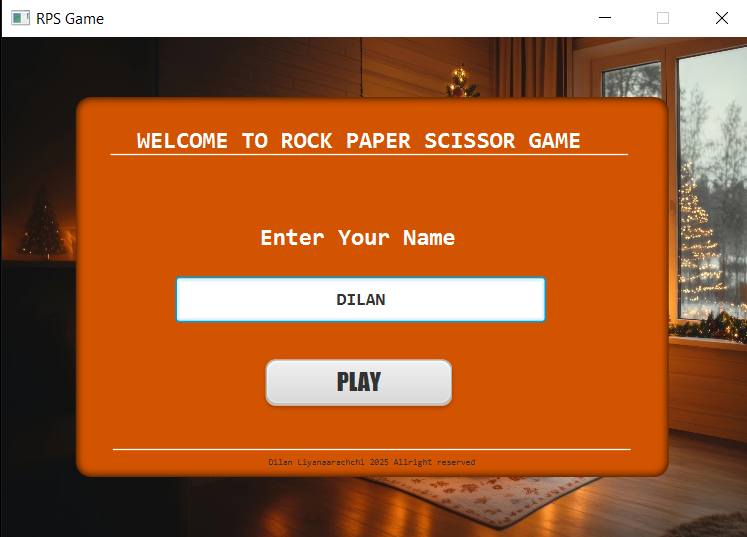 RPS Game
WELCOME TO ROCK PAPER SCISSOR GAME
Enter Your Name
DILAN
PLAY
Dilan Liyanaarachchi 2025 Allright reserved